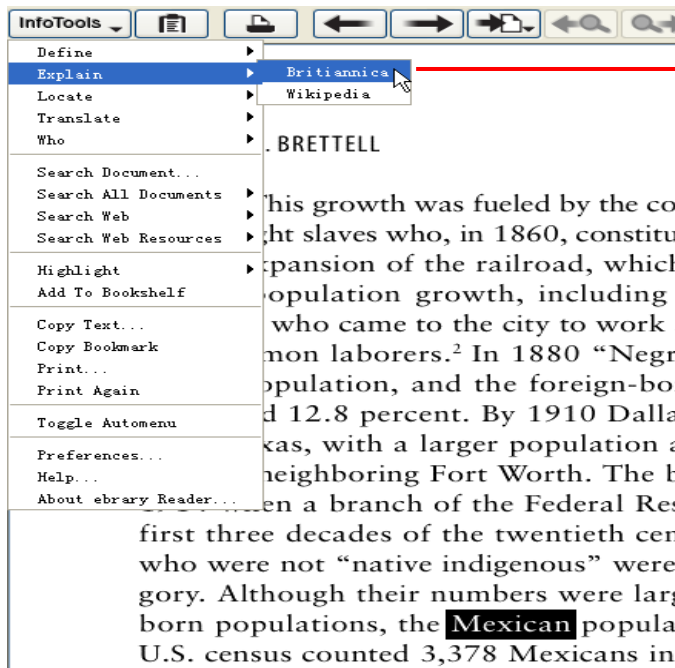 InfoTools
Define
Explain
Britiannica
Locate
Wikipedia
Translate
Who
Search Document...
Search All Documents
Search Web
Search Web Resources
Highlight
Add To Bookshelf
Copy Text...
Copy Bookmark
Print...
Print Again
Toggle Automenu
Preferences...
Help...
About ebrary Reader...
. BRETTELL
his growth was fueled by the co
ht slaves who, in 1860, constitu
pansion of the railroad, which
opulation growth, including
who came to the city to work
mon laborers.² In 1880 “Negr
pulation, and the foreign-bo
d 12.8 percent. By 1910 Dalla
xas, with a larger population a
neighboring Fort Worth. The b
when a branch of the Federal Res
first three decades of the twentieth cen
who were not “native indigenous” were
gory. Although their numbers were larg
born populations, the Mexican popula
U.S. census counted 3,378 Mexicans in